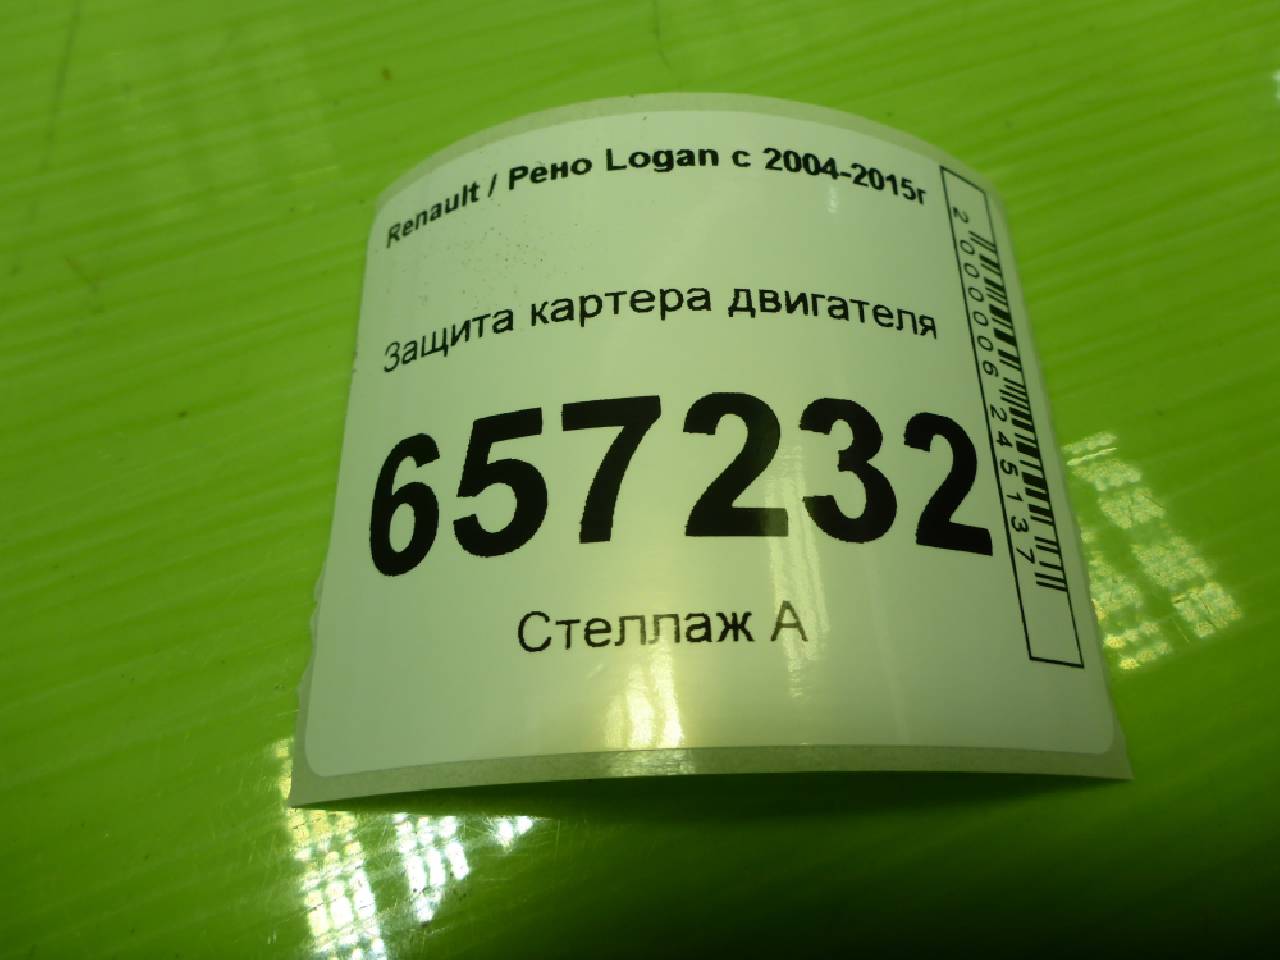 Renault / Рено Logan с 2004-2015г
Защита картера двигателя
657232
Стеллаж А
2000006245137